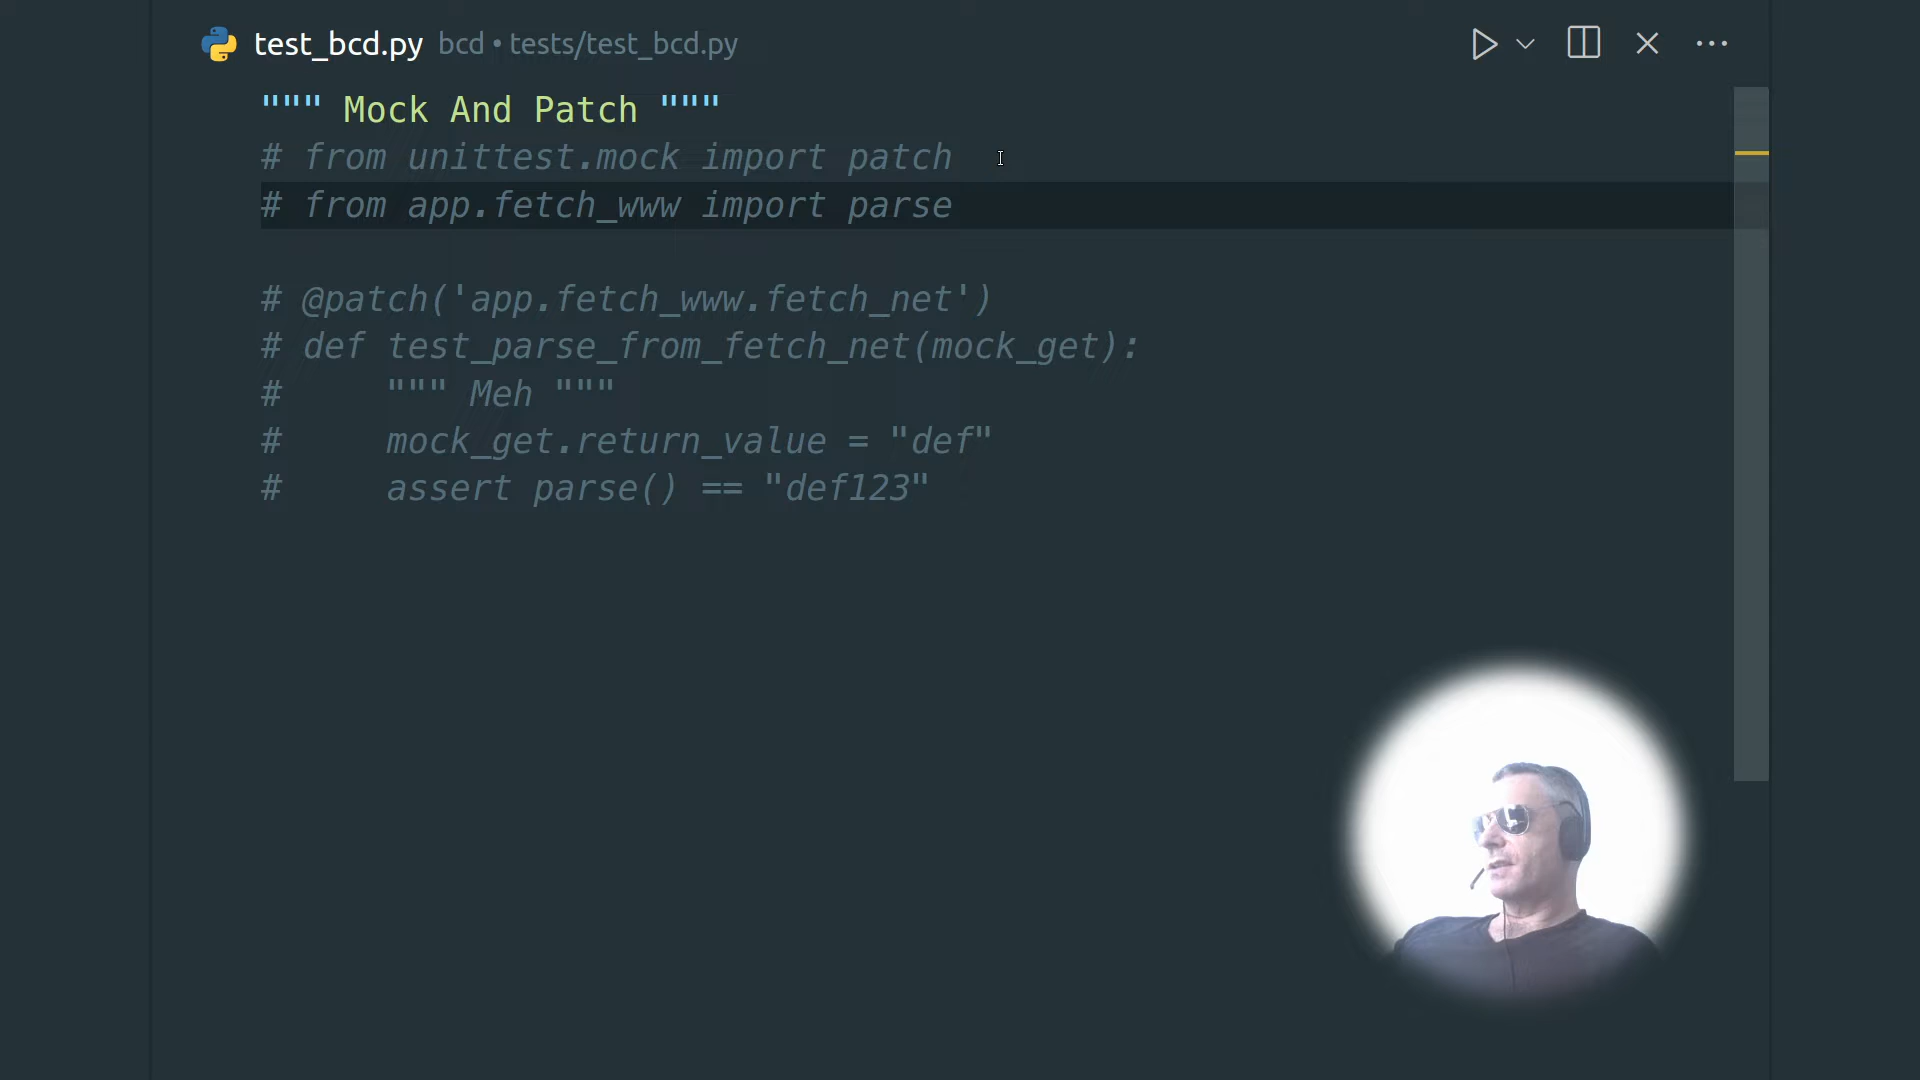 test_bcd.py bcd • tests/test_bcd.py
""" Mock And Patch """
# from unittest.mock import patch
# from app.fetch_www import parse
# @patch('app.fetch_www.fetch_net')
# def test_parse_from_fetch_net(mock_get):
#     """ Meh """
#     mock_get.return_value = "def"
#     assert parse() == "def123"